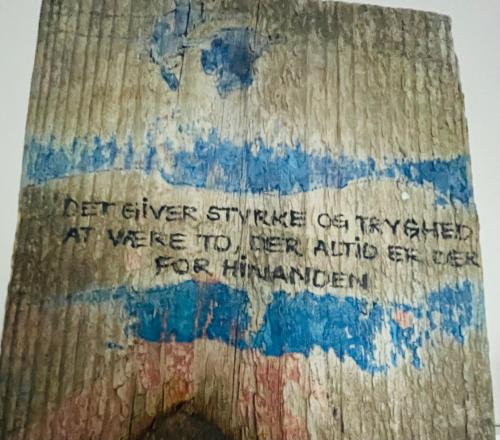 DET GIVER STYRKE OG TRYGHED
AT VÆRE TO, DER ALTID ER DER
FOR HINANDEN